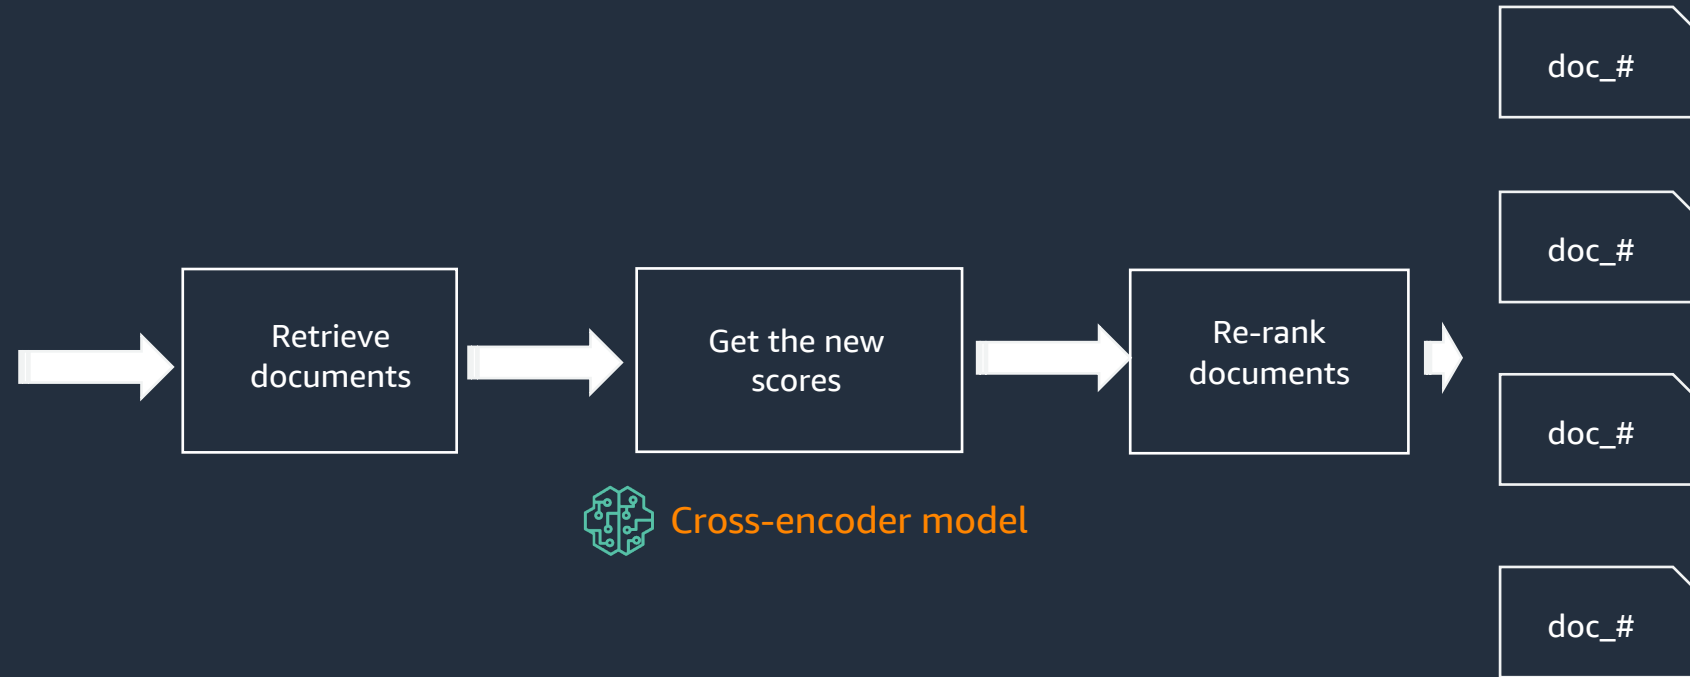 Retrieve
documents
Get the new
scores
Cross-encoder model
Re-rank
documents
doc_#
doc_#
doc_#
doc_#